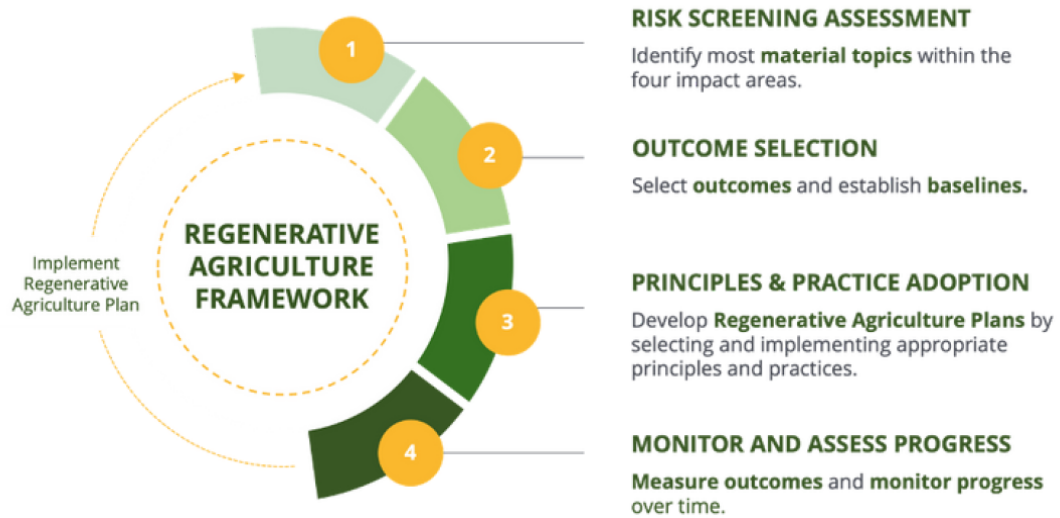 1
RISK SCREENING ASSESSMENT
Identify most material topics within the
four impact areas.
2
OUTCOME SELECTION
Select outcomes and establish baselines.
REGENERATIVE
AGRICULTURE
FRAMEWORK
Implement
Regenerative
Agriculture Plan
3
PRINCIPLES & PRACTICE ADOPTION
Develop Regenerative Agriculture Plans by
selecting and implementing appropriate
principles and practices.
4
MONITOR AND ASSESS PROGRESS
Measure outcomes and monitor progress
over time.